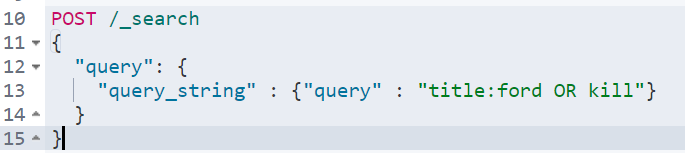 10 POST /_search
11 {
12 "query": {
13 "query_string" : {"query" : "title:ford OR kill"}
14 }
15 }